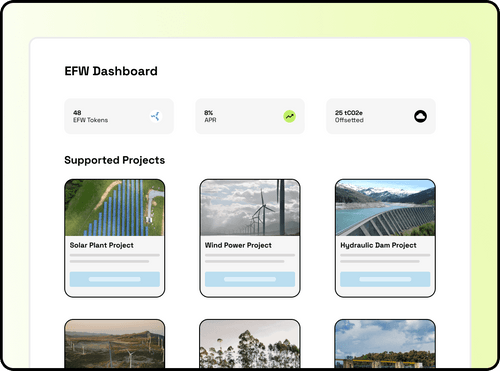 EFW Dashboard
48
EFW Tokens
8%
APR
25 tCO2e
Offsetted
Supported Projects
Solar Plant Project
Wind Power Project
Hydraulic Dam Project